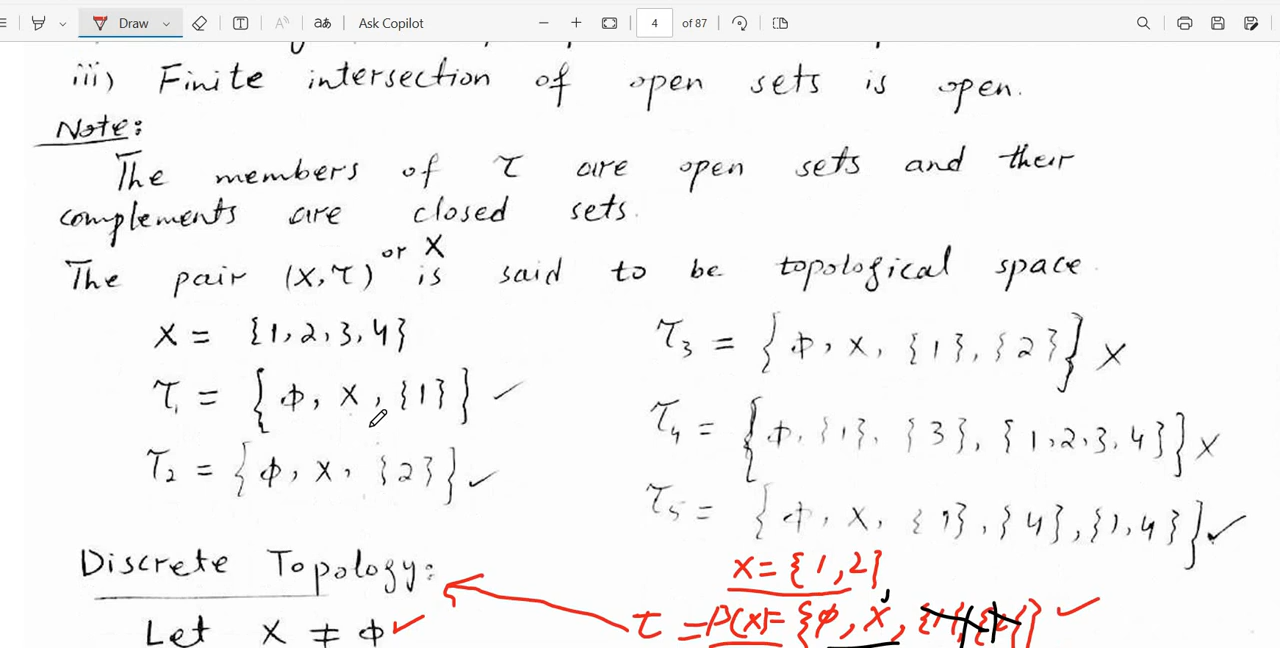 Draw
Ask Copilot
4 of 87
iii) Finite intersection of open sets is open.
Note:
The members of τ are open sets and their
complements are closed sets.
The pair (X,τ) or X is said to be topological space.
X = {1,2,3,4}
τ₁ = {φ, X, {1}} ✓
τ₂ = {φ, X, {2}} ✓
τ₃ = {φ, X, {1}, {2}} X
τ₄ = {φ, {1}, {3}, {1,2,3,4}} X
τ₅ = {φ, X, {1}, {4}, {1,4}} ✓
Discrete Topology:
Let X ≠ φ ✓
X = {1,2}
τ = P(X) = {φ, X, {1}, {2}} ✓